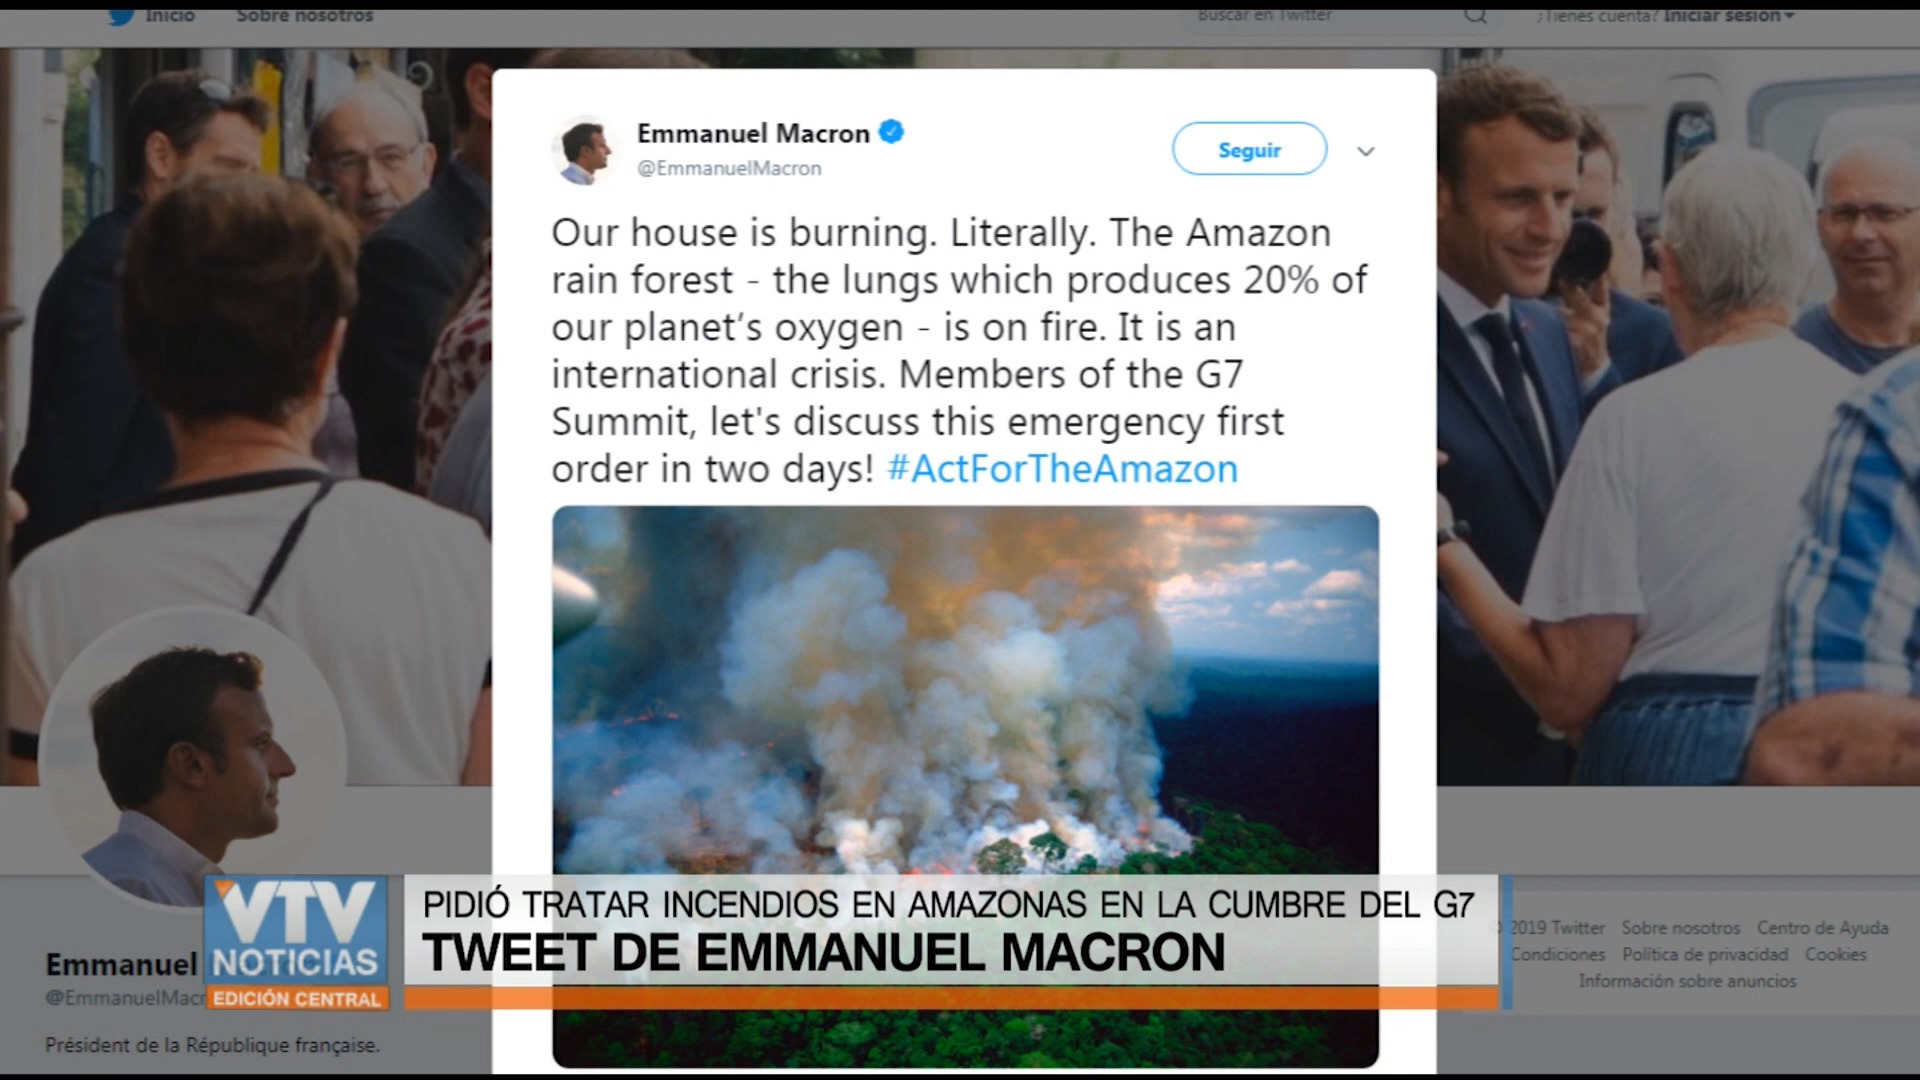 Inicio Sobre nosotros Buscar en Twitter ¿Tienes cuenta? Iniciar sesión
Emmanuel Macron
@EmmanuelMacron
Seguir
Our house is burning. Literally. The Amazon
rain forest - the lungs which produces 20% of
our planet’s oxygen - is on fire. It is an
international crisis. Members of the G7
Summit, let's discuss this emergency first
order in two days! #ActForTheAmazon
VTV
NOTICIAS
EDICIÓN CENTRAL
PIDIÓ TRATAR INCENDIOS EN AMAZONAS EN LA CUMBRE DEL G7
TWEET DE EMMANUEL MACRON
Emmanuel
@EmmanuelMacr
Président de la République française.
© 2019 Twitter Sobre nosotros Centro de Ayuda
Condiciones Política de privacidad Cookies
Información sobre anuncios